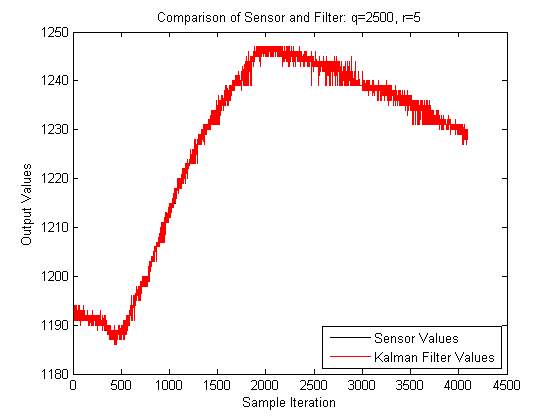 Comparison of Sensor and Filter: q=2500, r=5
1250
1240
1230
1220
1210
1200
1190
1180
Output Values
0 500 1000 1500 2000 2500 3000 3500 4000 4500
Sample Iteration
Sensor Values
Kalman Filter Values